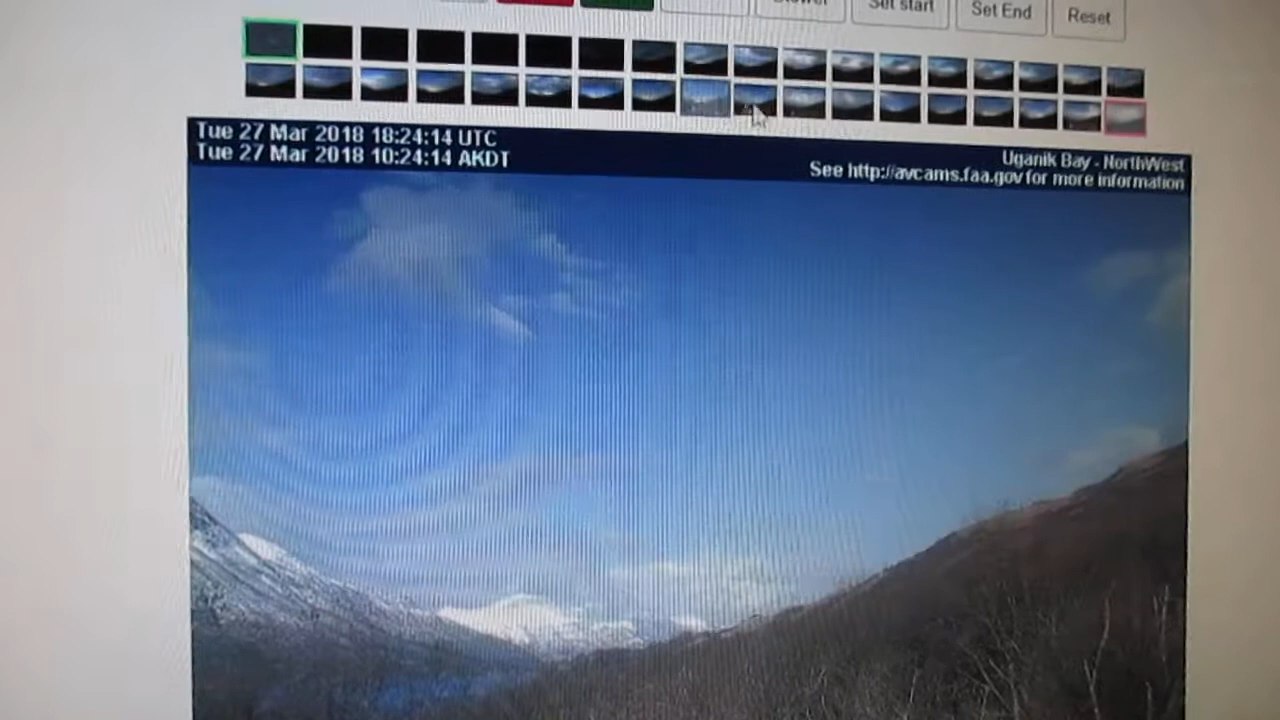 Slower
Set start
Set End
Reset
Tue 27 Mar 2018 18:24:14 UTC
Tue 27 Mar 2018 10:24:14 AKDT
Uganik Bay - NorthWest
See http://avcams.faa.gov for more information